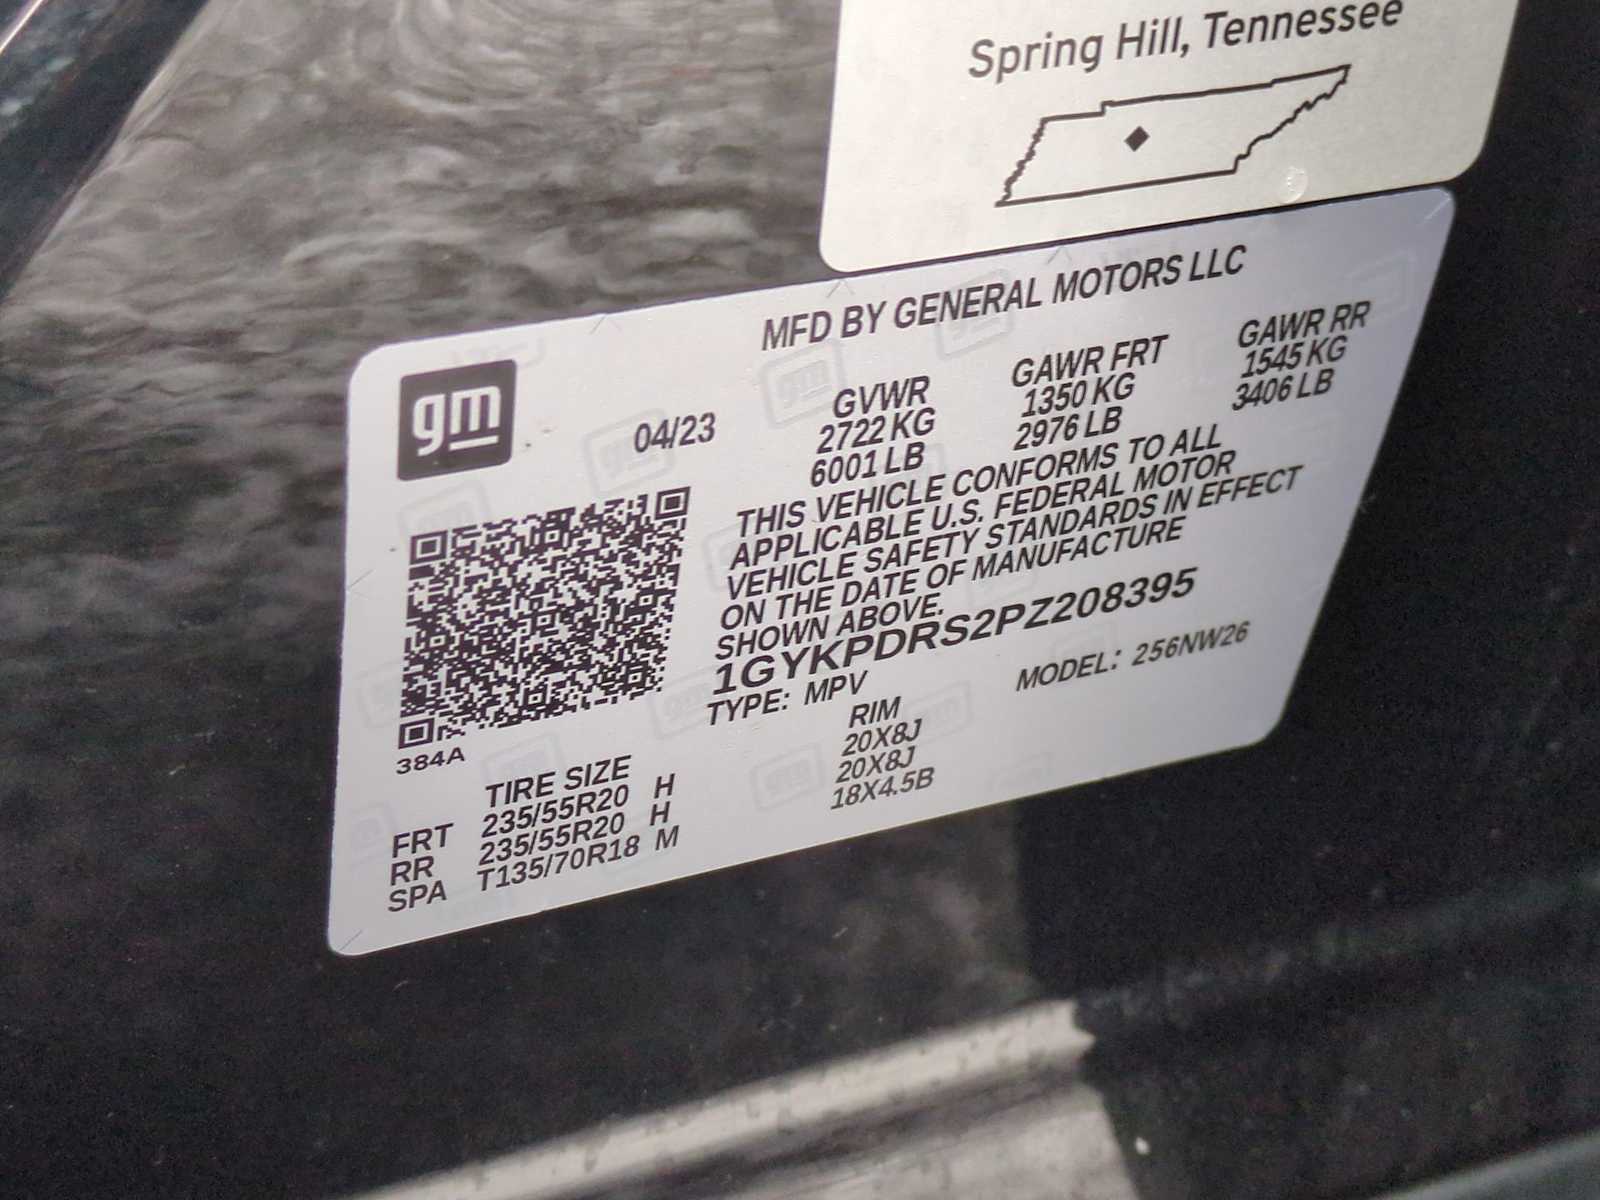 Spring Hill, Tennessee
MFD BY GENERAL MOTORS LLC
gm
04/23
GVWR GAWR FRT GAWR RR
2722 KG 1350 KG 1545 KG
6001 LB 2976 LB 3406 LB
THIS VEHICLE CONFORMS TO ALL
APPLICABLE U.S. FEDERAL MOTOR
VEHICLE SAFETY STANDARDS IN EFFECT
ON THE DATE OF MANUFACTURE
SHOWN ABOVE.
1GYKPDRS2PZ208395
TYPE: MPV MODEL: 256NW26
384A
TIRE SIZE RIM
FRT 235/55R20 H 20X8J
RR 235/55R20 H 20X8J
SPA T135/70R18 M 18X4.5B